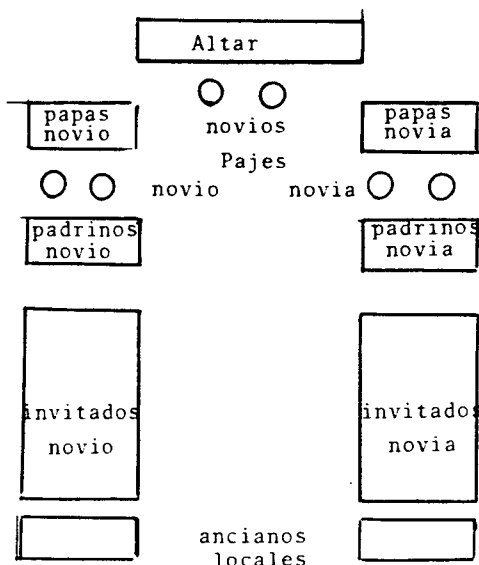 Altar
papas
novio
novios
papas
novia
Pajes
novio
novia
padrinos
novio
padrinos
novia
invitados
novio
invitados
novia
ancianos
locales